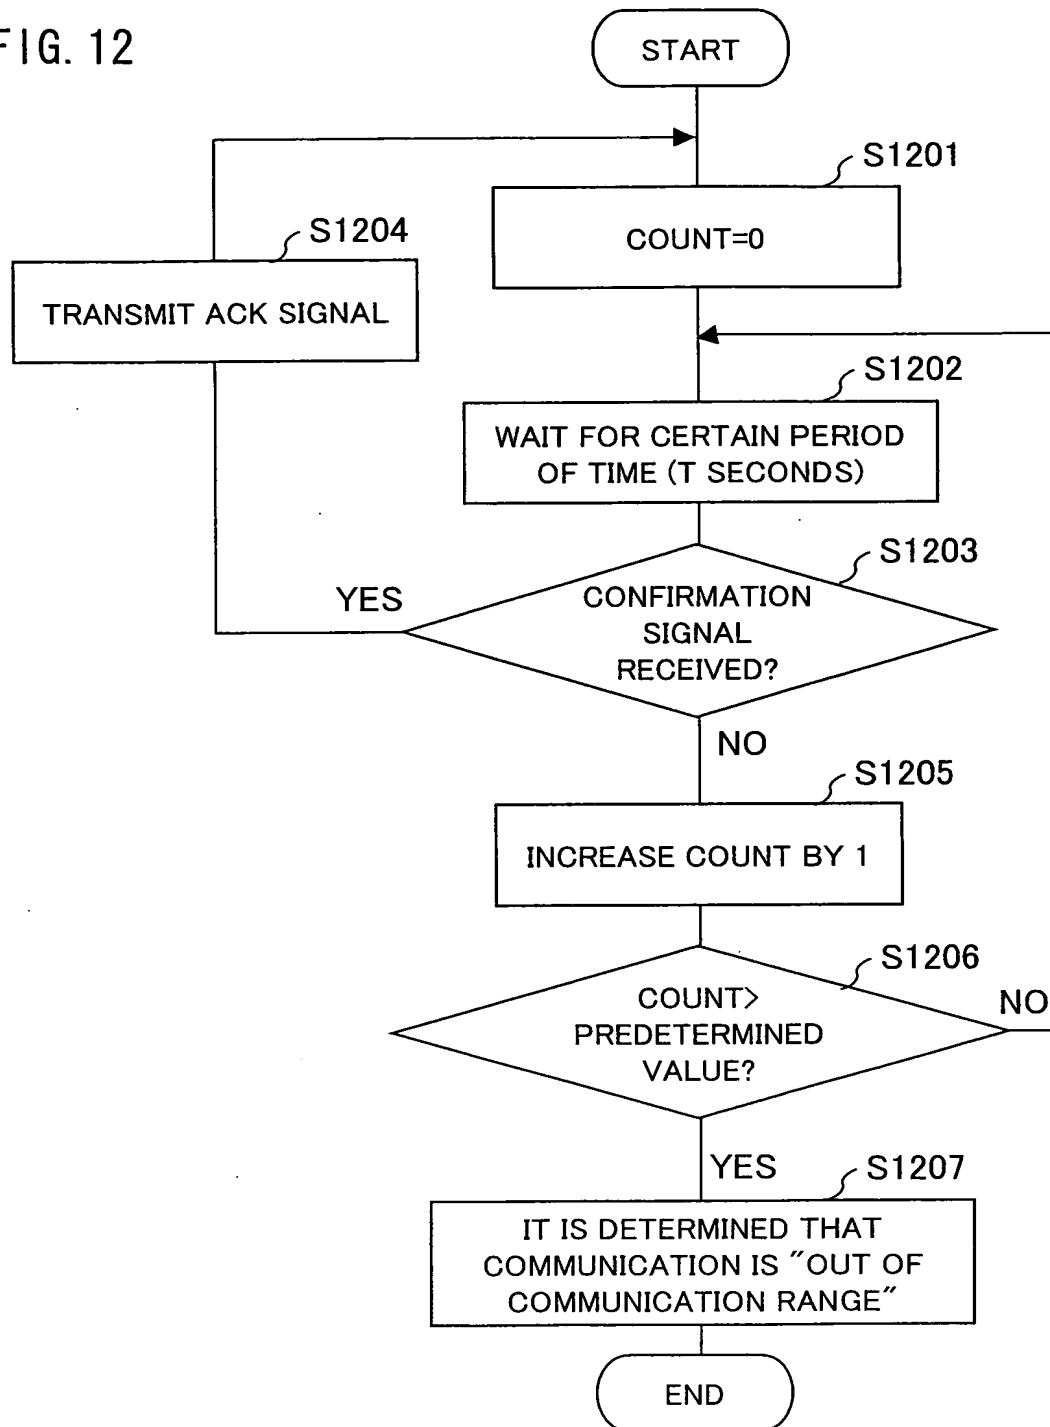 FIG. 12
START
S1201
COUNT=0
S1204
TRANSMIT ACK SIGNAL
S1202
WAIT FOR CERTAIN PERIOD
OF TIME (T SECONDS)
S1203
YES
CONFIRMATION
SIGNAL
RECEIVED?
NO
S1205
INCREASE COUNT BY 1
S1206
COUNT>
PREDETERMINED
VALUE?
NO
YES
S1207
IT IS DETERMINED THAT
COMMUNICATION IS "OUT OF
COMMUNICATION RANGE"
END